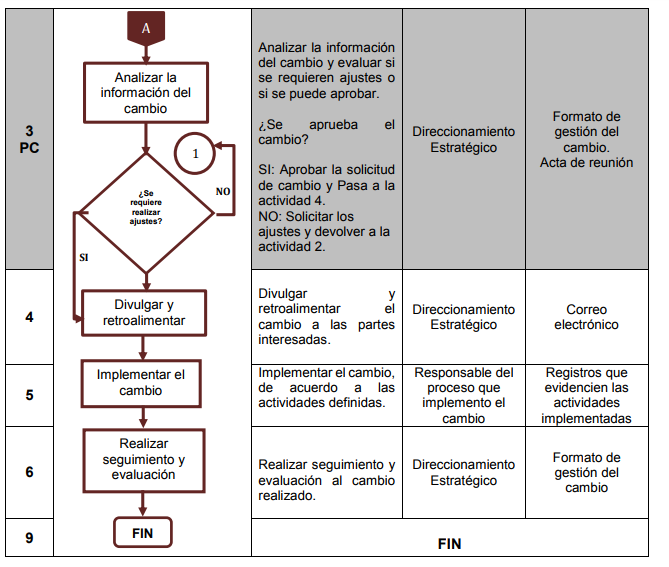 3
PC
A
Analizar la
información del
cambio
1
¿Se
requiere
realizar
ajustes?
NO
SI
Analizar la información
del cambio y evaluar si
se requieren ajustes o
si se puede aprobar.
¿Se aprueba el
cambio?
SI: Aprobar la solicitud
de cambio y Pasa a la
actividad 4.
NO: Solicitar los
ajustes y devolver a la
actividad 2.
Direccionamiento
Estratégico
Formato de
gestión del
cambio.
Acta de reunión
4
Divulgar y
retroalimentar
Divulgar y
retroalimentar el
cambio a las partes
interesadas.
Direccionamiento
Estratégico
Correo
electrónico
5
Implementar el
cambio
Implementar el cambio,
de acuerdo a las
actividades definidas.
Responsable del
proceso que
implemento el
cambio
Registros que
evidencien las
actividades
implementadas
6
Realizar
seguimiento y
evaluación
Realizar seguimiento y
evaluación al cambio
realizado.
Direccionamiento
Estratégico
Formato de
gestión del
cambio
9
FIN
FIN